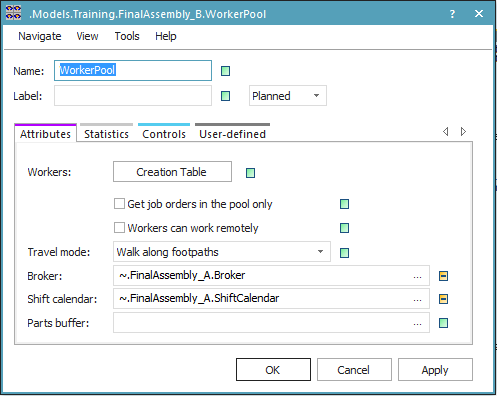 .Models.Training.FinalAssembly_B.WorkerPool ? ×
Navigate View Tools Help
Name: WorkerPool
Label: Planned
Attributes Statistics Controls User-defined
Workers: Creation Table
Get job orders in the pool only
Workers can work remotely
Travel mode: Walk along footpaths
Broker: ~.FinalAssembly_A.Broker ...
Shift calendar: ~.FinalAssembly_A.ShiftCalendar ...
Parts buffer: ...
OK Cancel Apply